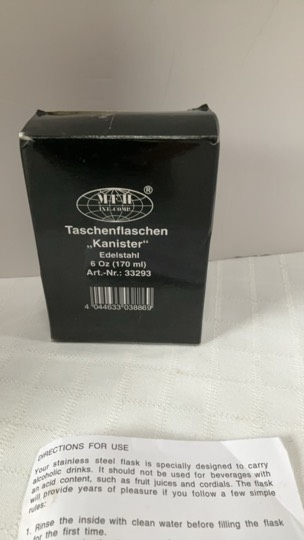 MFH
®
INT. COMP.
Taschenflaschen
„Kanister"
Edelstahl
6 Oz (170 ml)
Art.-Nr.: 33293
4 044633 038869
DIRECTIONS FOR USE
Your stainless steel flask is specially designed to carry
alcoholic drinks. It should not be used for beverages with
an acid content, such as fruit juices and cordials. The flask
will provide years of pleasure if you follow a few simple
rules:
1. Rinse the inside with clean water before filling the flask
for the first time.